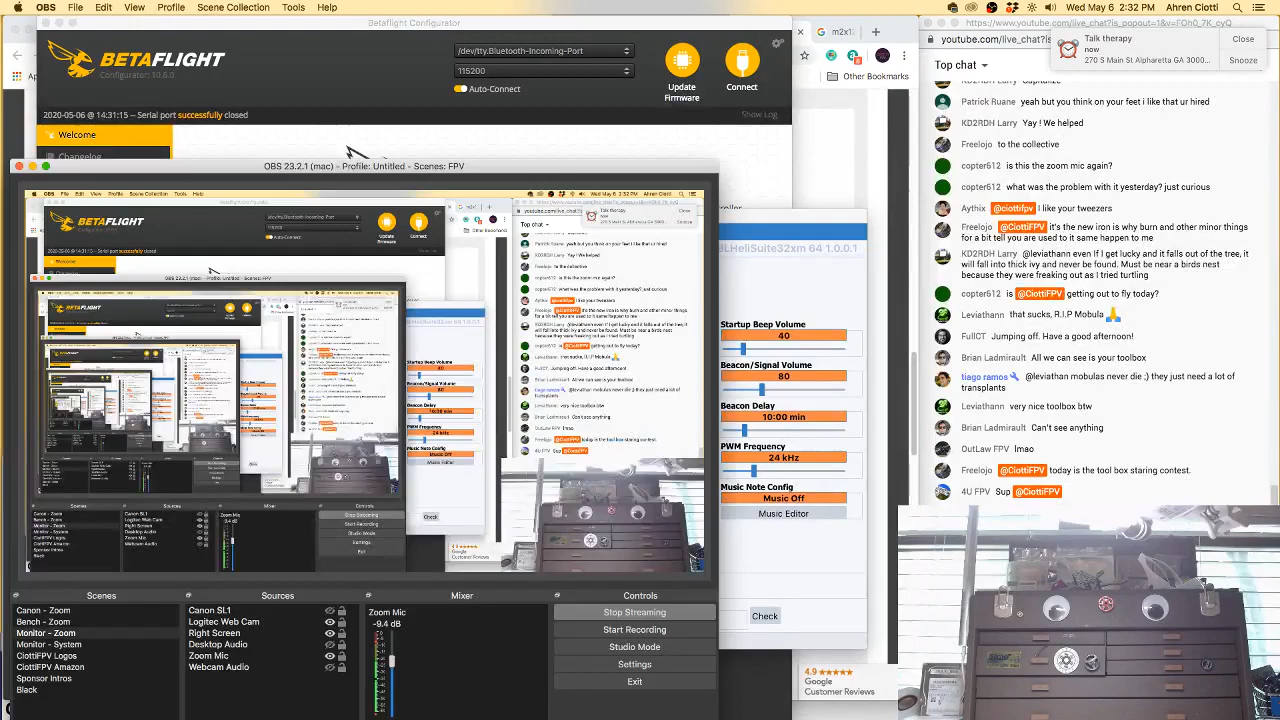 OBS File Edit View Profile Scene Collection Tools Help
Wed May 6 2:32 PM Ahren Ciotti
Betaflight Configurator
https://www.youtube.com/live_chat?is_popout=1&v=FOh0_7K_cyQ
Talk therapy
now
270 S Main St Alpharetta GA 3000...
Close
Snooze
BETAFLIGHT
Configurator: 10.6.0
/dev/tty.Bluetooth-Incoming-Port
115200
Auto-Connect
Update
Firmware
Connect
2020-05-06 @ 14:31:15 -- Serial port successfully closed
Show Log
Welcome
Changelog
m2x12
Other Bookmarks
Top chat
KD2RDH Larry Capitalize
Patrick Ruane yeah but you think on your feet i like that ur hired
KD2RDH Larry Yay! We helped
Freelojo to the collective
copter612 is this the zoom mic again?
copter612 what was the problem with it yesterday? just curious
Aythix @ciottifpv I like your tweezers
Freelojo @CiottiFPV it's the new iron is why burn and other minor things
for a bit tell you are used to it same happened to me
KD2RDH Larry @leviathann even if I get lucky and it falls out of the tree it
will fall into thick ivy and never be found. Must be near a birds nest
because they were freaking out as I tried turtling
copter612 is @CiottiFPV getting out to fly today?
Leviathann that sucks, R.I.P Mobula
FullCT Jumping off. Have a good afternoon!
Brian Ladmirault All we can see is your toolbox
tiago ramos @leviathan mobulas never die :) they just need a lot of
transplants
Leviathann very nice toolbox btw
Brian Ladmirault Can't see anything.
OutLaw FPV lmao
Freelojo @CiottiFPV today is the tool box staring contest.
4U FPV Sup @CiottiFPV
OBS 23.2.1 (mac) - Profile: Untitled - Scenes: FPV
BLHeliSuite32xm 64 1.0.0.1
Startup Beep Volume
40
Beacon/Signal Volume
80
Beacon Delay
10:00 min
PWM Frequency
24 kHz
Music Note Config
Music Off
Music Editor
Check
4.9
Google
Customer Reviews
Scenes
Canon - Zoom
Bench - Zoom
Monitor - Zoom
Monitor - System
CiottiFPV Logos
CiottiFPV Amazon
Sponsor Intros
Black
Sources
Canon SL1
Logitec Web Cam
Right Screen
Desktop Audio
Zoom Mic
Webcam Audio
Mixer
Zoom Mic
-9.4 dB
Controls
Stop Streaming
Start Recording
Studio Mode
Settings
Exit